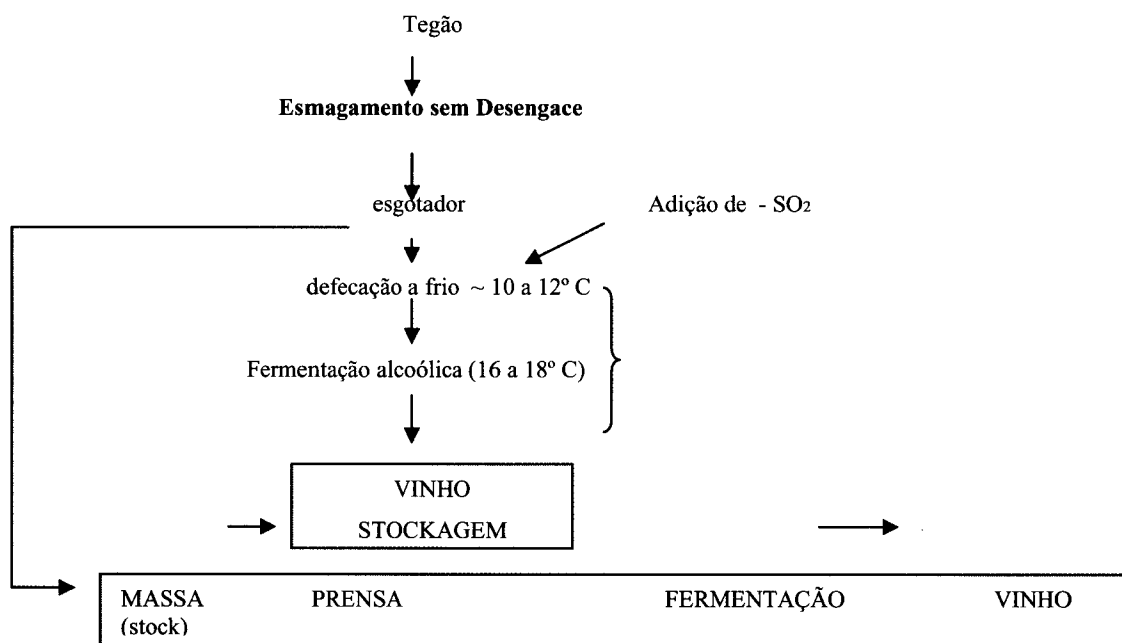 Tegão
Esmagamento sem Desengace
esgotador
Adição de - SO₂
defecação a frio ~ 10 a 12º C
Fermentação alcoólica (16 a 18º C)
VINHO
STOCKAGEM
MASSA PRENSA FERMENTAÇÃO VINHO
(stock)